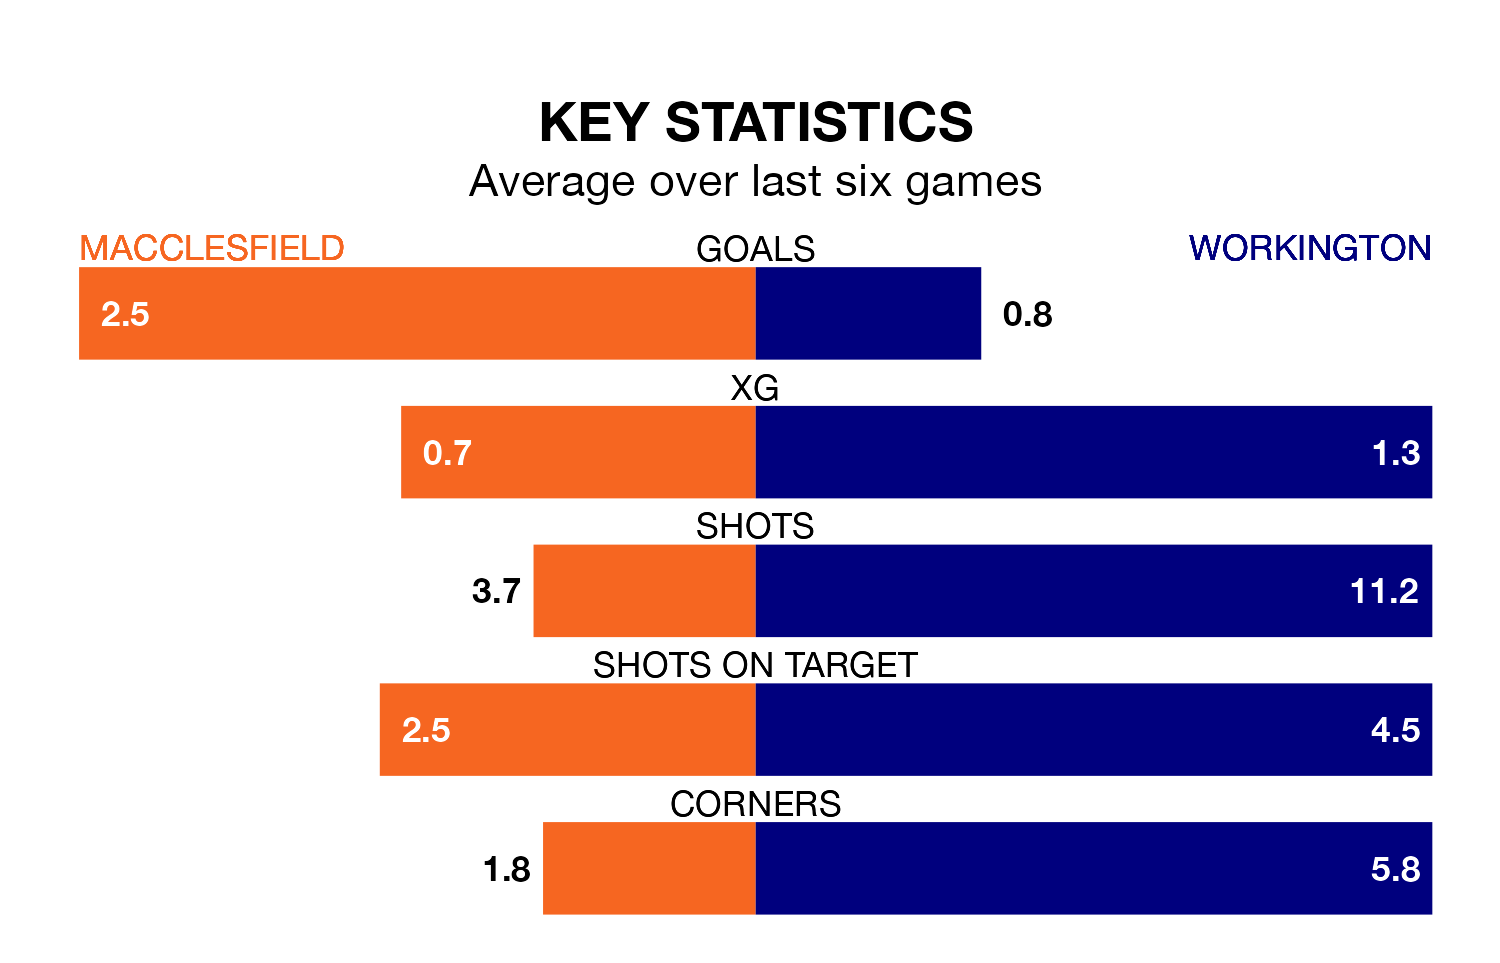 KEY STATISTICS
Average over last six games
MACCLESFIELD GOALS WORKINGTON
2.5 0.8
XG
0.7 1.3
SHOTS
3.7 11.2
SHOTS ON TARGET
2.5 4.5
CORNERS
1.8 5.8